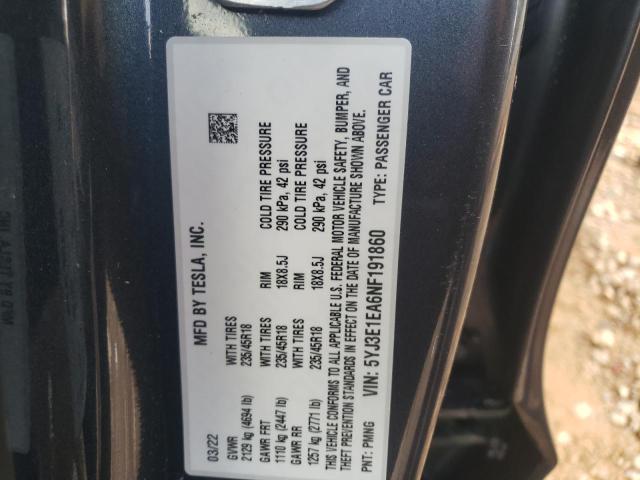 MFD BY TESLA, INC.
03/22
GVWR WITH TIRES RIM COLD TIRE PRESSURE
2129 kg (4694 lb) 235/45R18 18X8.5J 290 kPa, 42 psi
GAWR FRT WITH TIRES RIM COLD TIRE PRESSURE
1110 kg (2447 lb) 235/45R18 18X8.5J 290 kPa, 42 psi
GAWR RR
1257 kg (2771 lb) 235/45R18
THIS VEHICLE CONFORMS TO ALL APPLICABLE U.S. FEDERAL MOTOR VEHICLE SAFETY, BUMPER, AND
THEFT PREVENTION STANDARDS IN EFFECT ON THE DATE OF MANUFACTURE SHOWN ABOVE.
VIN: 5YJ3E1EA6NF191860 TYPE: PASSENGER CAR
PNT: PMNG